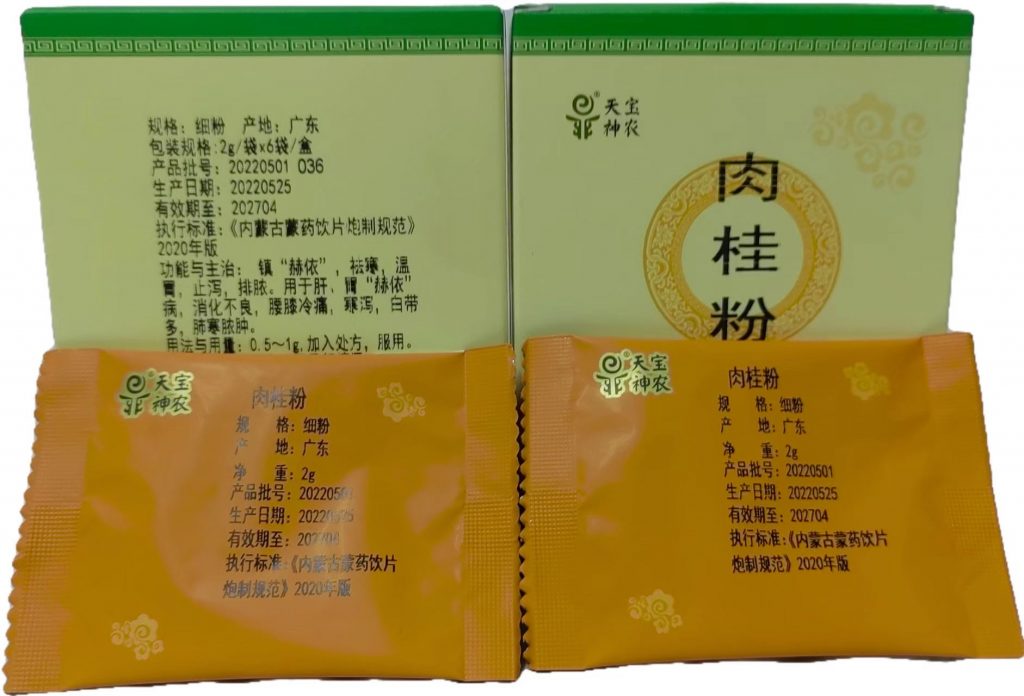 规格：细粉 产地：广东
包装规格：2g/袋x6袋/盒
产品批号：20220501 036
生产日期：20220525
有效期至：202704
执行标准：《内蒙古蒙药饮片炮制规范》
2020年版
功能与主治： 镇“赫依”，祛寒，温
胃，止泻，排脓。用于肝、胃“赫依”
病，消化不良，腰膝冷痛，寒泻，白带
多，肺寒脓肿。
用法与用量：0.5～1g,加入处方，服用。
天宝
神农
®
肉
桂
粉
天宝
神农
肉桂粉
规 格：细粉
产 地：广东
净 重：2g
产品批号：20220501
生产日期：20220525
有效期至：202704
执行标准：《内蒙古蒙药饮片
炮制规范》2020年版
天宝
神农
肉桂粉
规 格：细粉
产 地：广东
净 重：2g
产品批号：20220501
生产日期：20220525
有效期至：202704
执行标准：《内蒙古蒙药饮片
炮制规范》2020年版